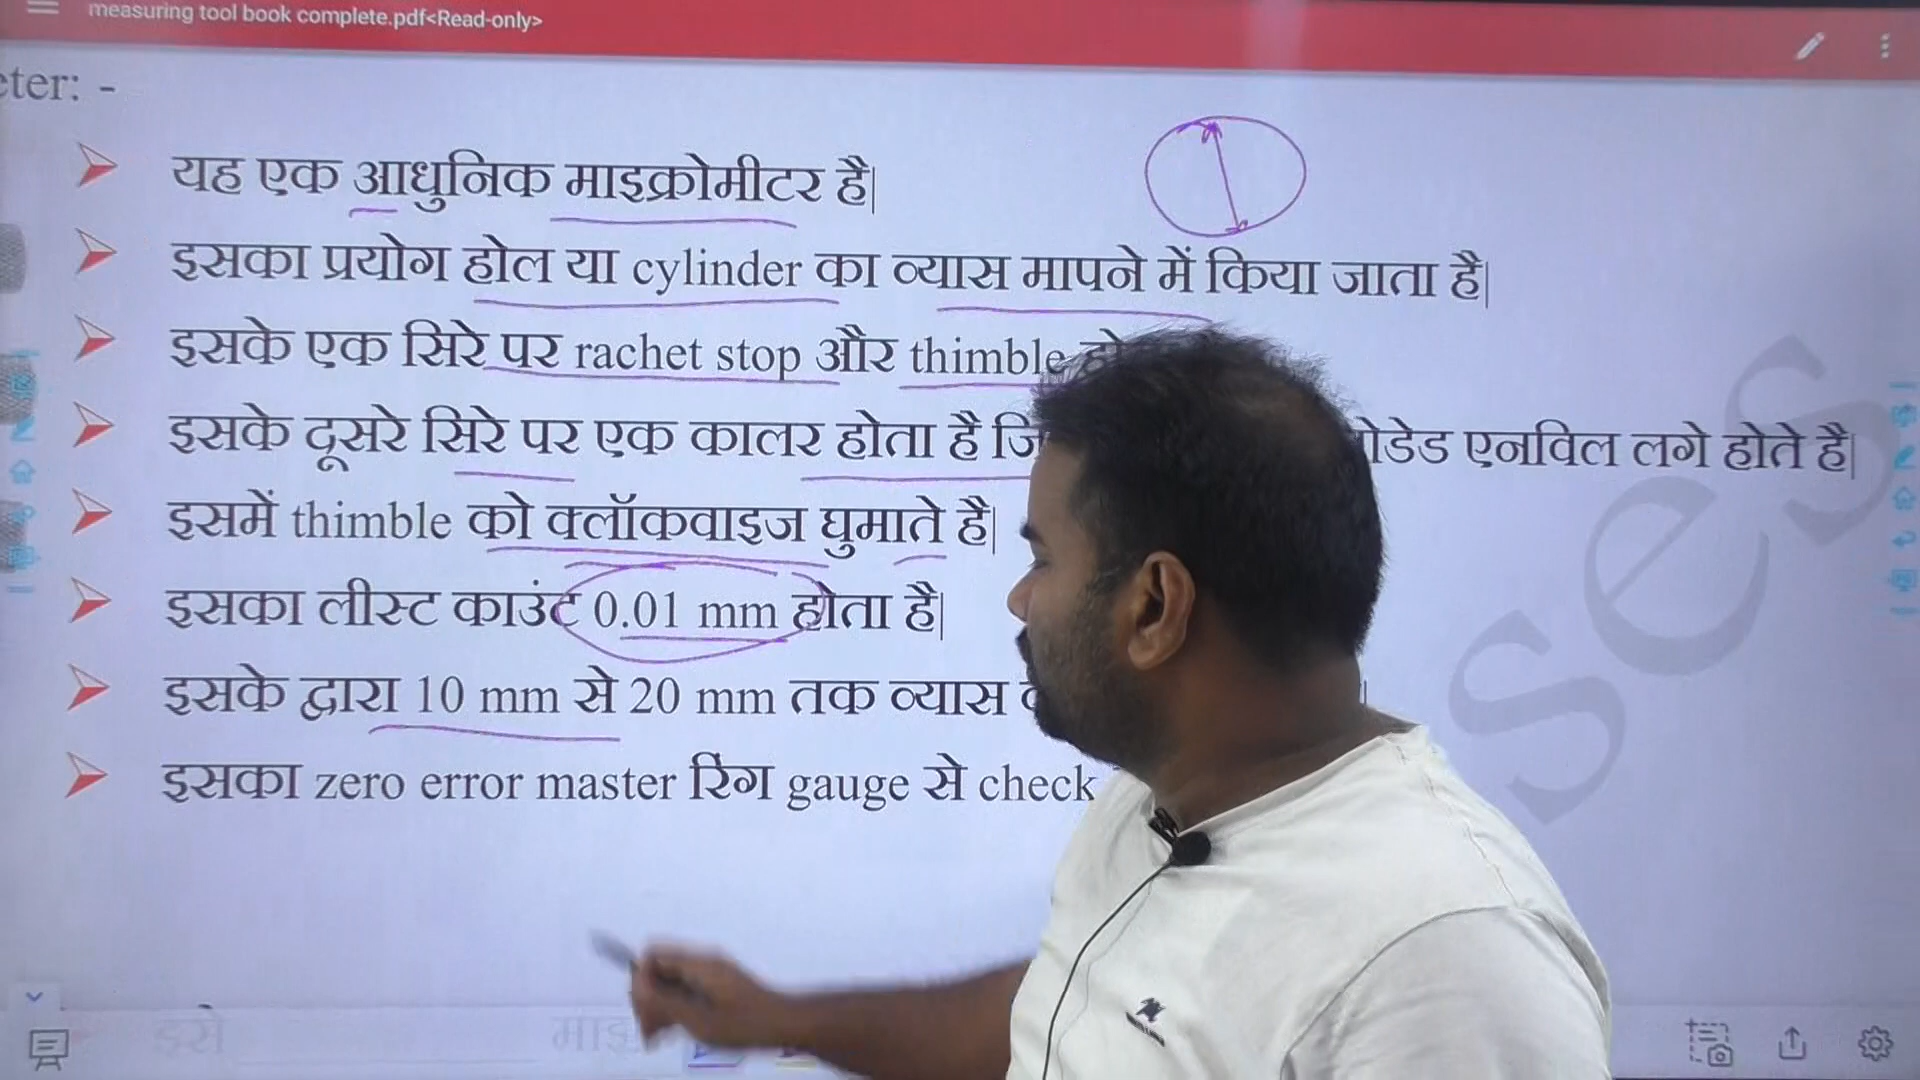 measuring tool book complete.pdf<Read-only>
eter: -
यह एक आधुनिक माइक्रोमीटर है|
इसका प्रयोग होल या cylinder का व्यास मापने में किया जाता है|
इसके एक सिरे पर rachet stop और thimble
इसके दूसरे सिरे पर एक कालर होता है एनविल लगे होते है|
इसमें thimble को क्लॉकवाइज घुमाते है|
इसका लीस्ट काउंट 0.01 mm होता है|
इसके द्वारा 10 mm से 20 mm तक व्यास
इसका zero error master रिंग gauge से check
ses
इसे